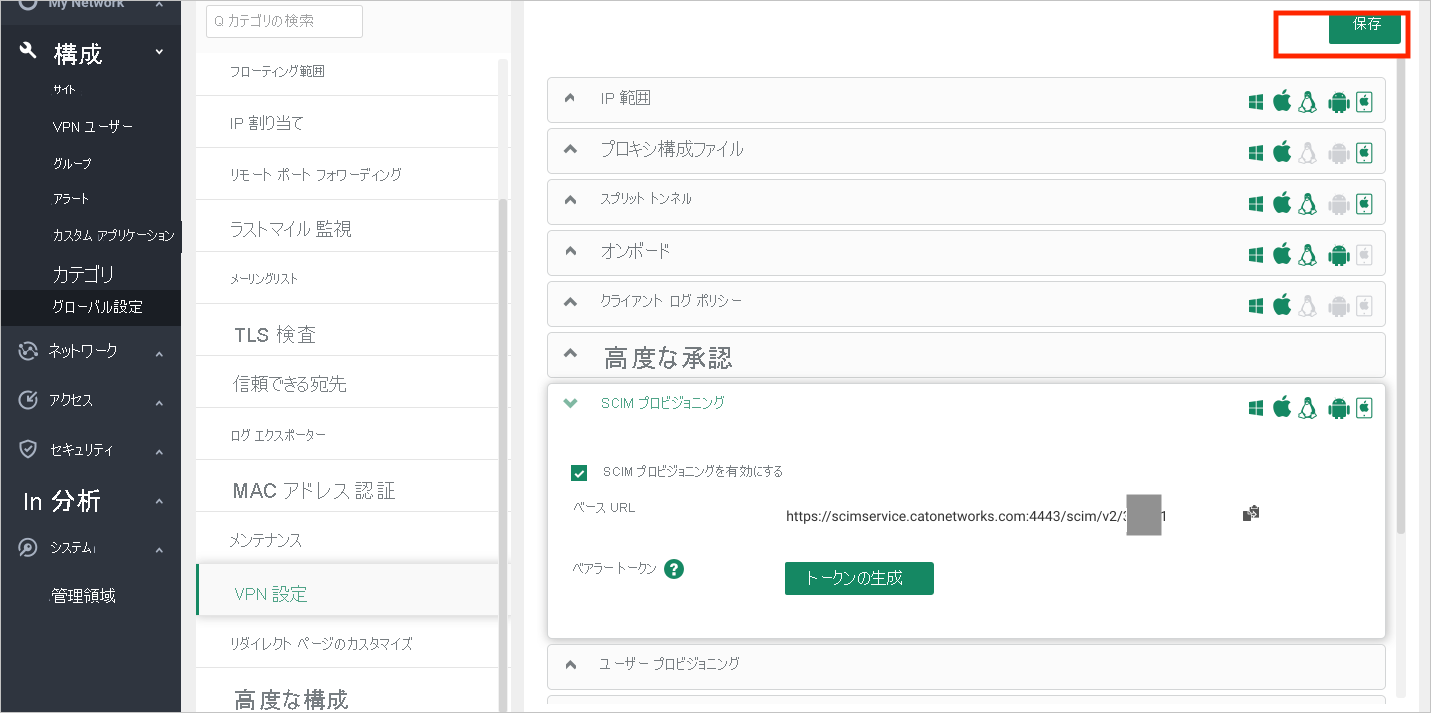 My Network
構成
サイト
VPN ユーザー
グループ
アラート
カスタム アプリケーション
カテゴリ
グローバル設定
ネットワーク
アクセス
セキュリティ
In 分析
システム
管理領域
Q カテゴリの検索
フローティング範囲
IP 割り当て
リモート ポート フォワーディング
ラストマイル 監視
メーリングリスト
TLS 検査
信頼できる宛先
ログ エクスポーター
MAC アドレス 認証
メンテナンス
VPN 設定
リダイレクト ページのカスタマイズ
高度な構成
保存
IP 範囲
プロキシ構成ファイル
スプリット トンネル
オンボード
クライアント ログ ポリシー
高度な承認
SCIM プロビジョニング
SCIM プロビジョニングを有効にする
ベース URL
https://scimservice.catonetworks.com:4443/scim/v2/
ベアラー トークン ?
トークンの生成
ユーザー プロビジョニング